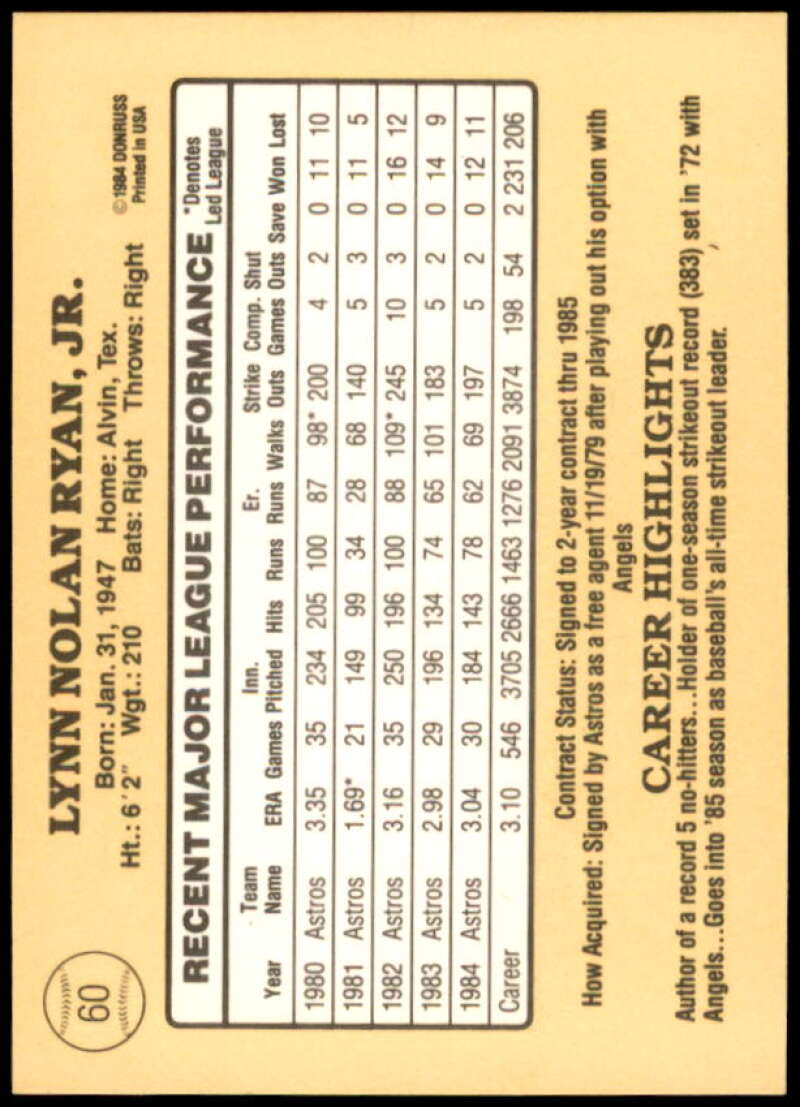 60
LYNN NOLAN RYAN, JR.
Born: Jan. 31, 1947 Home: Alvin, Tex.
Ht.: 6'2" Wgt.: 210 Bats: Right Throws: Right
©1984 DONRUSS
Printed in USA
RECENT MAJOR LEAGUE PERFORMANCE *Denotes
Led League
Team Inn. Er. Strike Comp. Shut
Year Name ERA Games Pitched Hits Runs Runs Walks Outs Games Outs Save Won Lost
1980 Astros 3.35 35 234 205 100 87 98* 200 4 2 0 11 10
1981 Astros 1.69* 21 149 99 34 28 68 140 5 3 0 11 5
1982 Astros 3.16 35 250 196 100 88 109* 245 10 3 0 16 12
1983 Astros 2.98 29 196 134 74 65 101 183 5 2 0 14 9
1984 Astros 3.04 30 184 143 78 62 69 197 5 2 0 12 11
Career 3.10 546 3705 2666 1463 1276 2091 3874 198 54 2 231 206
Contract Status: Signed to 2-year contract thru 1985
How Acquired: Signed by Astros as a free agent 11/19/79 after playing out his option with
Angels
CAREER HIGHLIGHTS
Author of a record 5 no-hitters...Holder of one-season strikeout record (383) set in '72 with
Angels...Goes into '85 season as baseball's all-time strikeout leader.